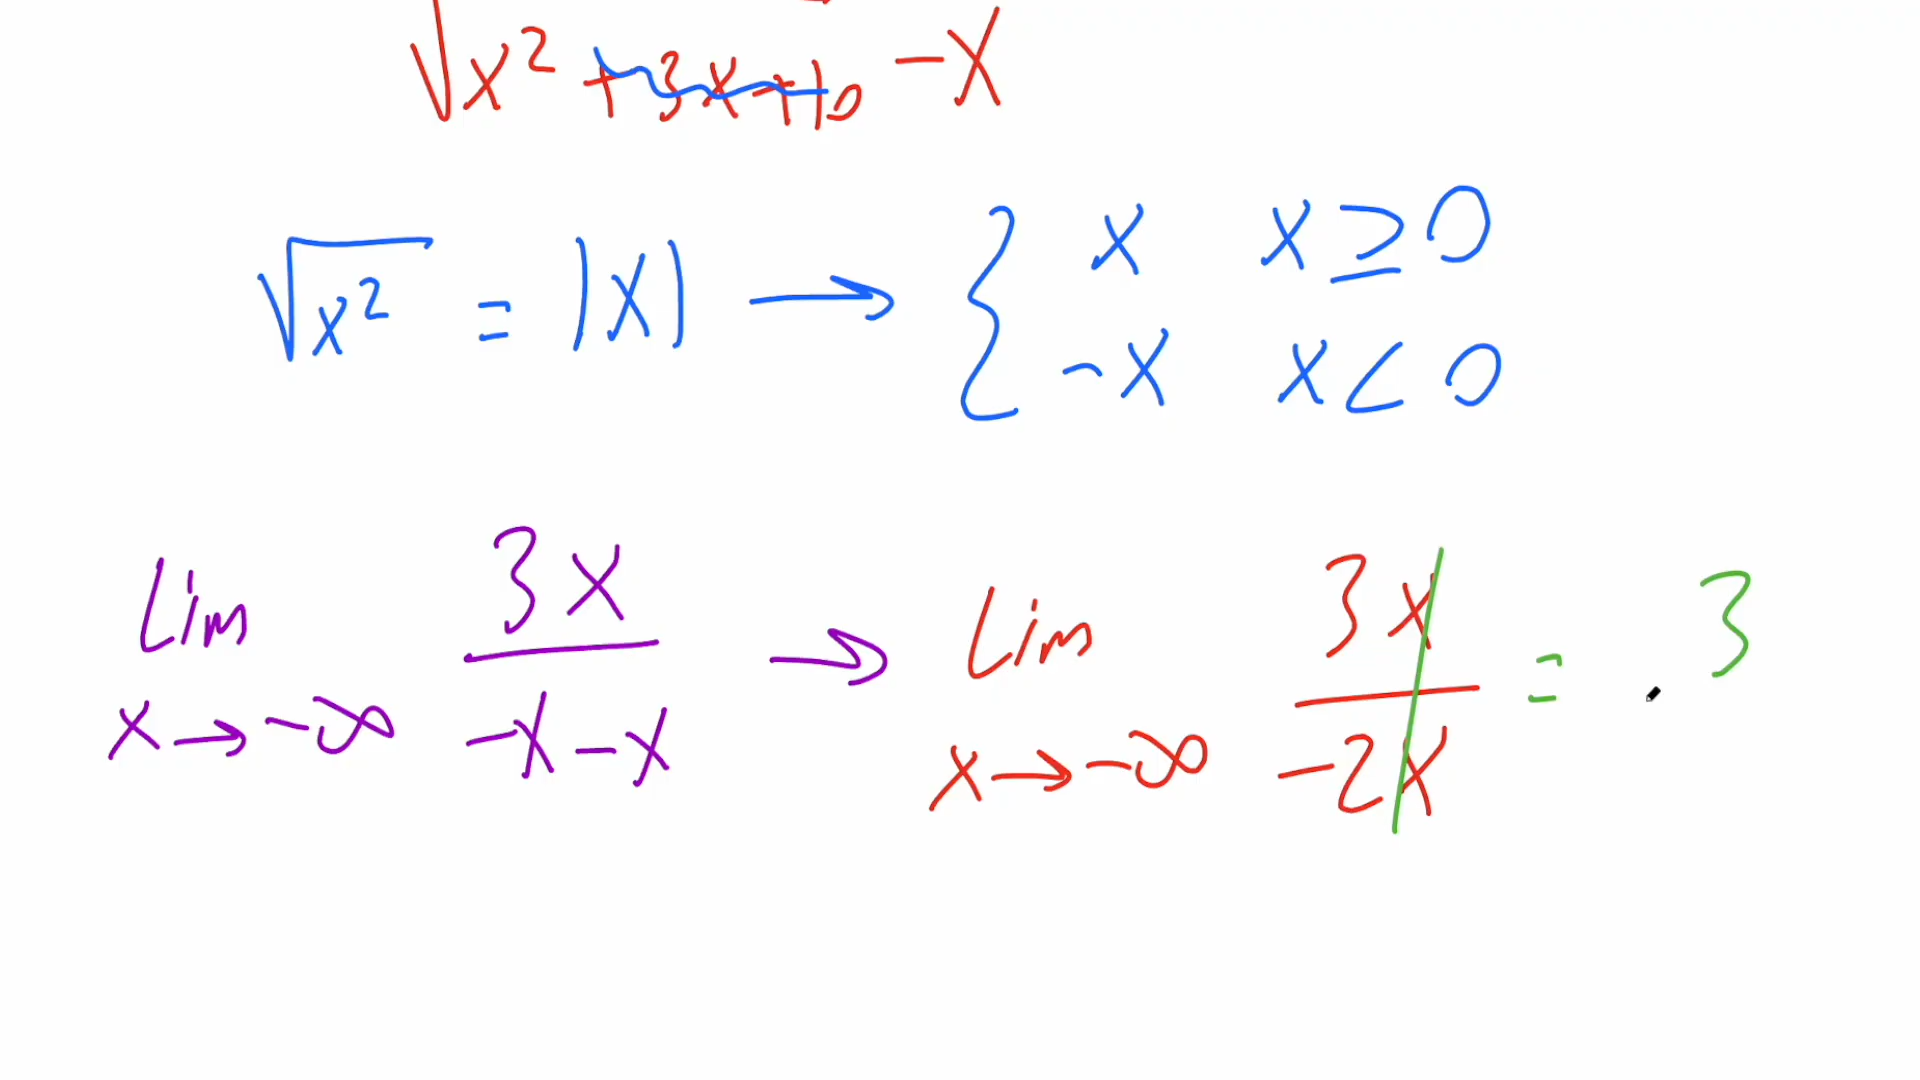 √x² + 3x + 10 - x
√x² = |x| → { x x ≥ 0
-x x < 0
Lim x→-∞ 3x / -x-x → Lim x→-∞ 3x / -2x = 3